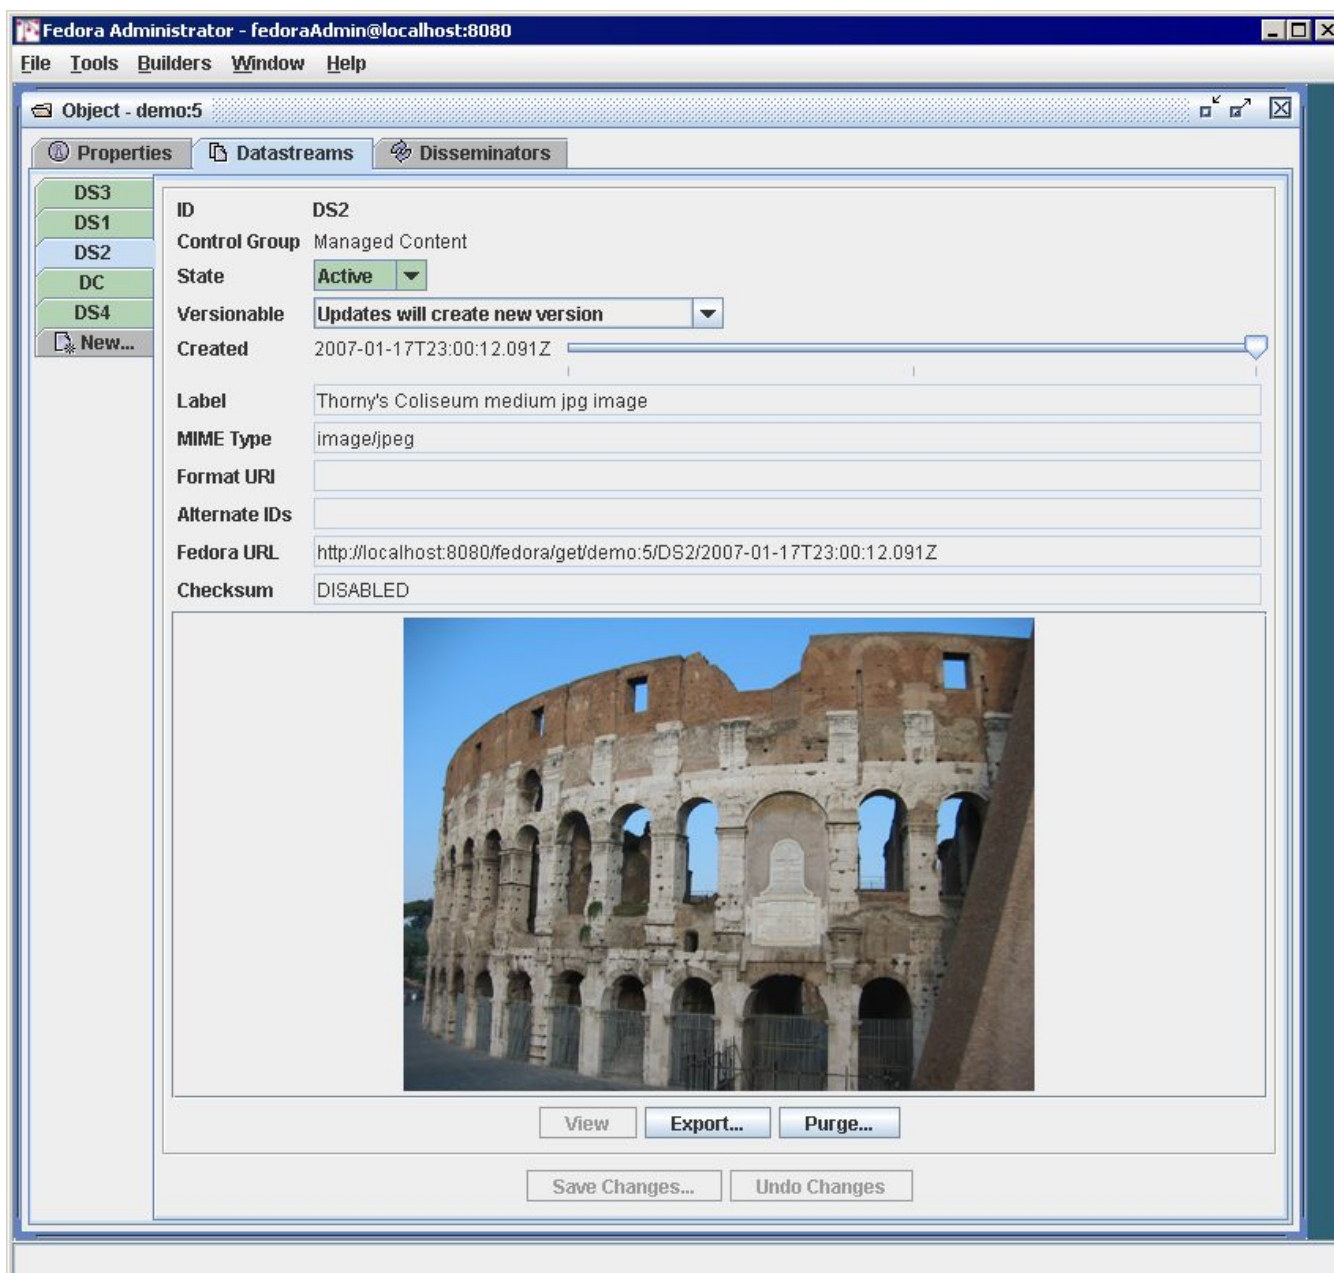 Fedora Administrator - fedoraAdmin@localhost:8080
File Tools Builders Window Help
Object - demo:5
Properties Datastreams Disseminators
DS3
DS1
DS2
DC
DS4
New...
ID DS2
Control Group Managed Content
State Active
Versionable Updates will create new version
Created 2007-01-17T23:00:12.091Z
Label Thorny's Coliseum medium jpg image
MIME Type image/jpeg
Format URI
Alternate IDs
Fedora URL http://localhost:8080/fedora/get/demo:5/DS2/2007-01-17T23:00:12.091Z
Checksum DISABLED
View Export... Purge...
Save Changes... Undo Changes